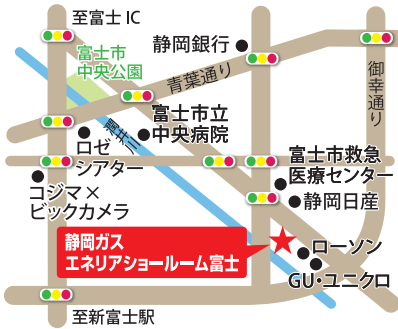 至富士 IC
静岡銀行
富士市
中央公園
青葉通り
御幸通り
富士市立
中央病院
潤井川
ロゼ
シアター
富士市救急
医療センター
コジマ×
ビックカメラ
静岡日産
静岡ガス
エネリアショールーム富士
ローソン
GU・ユニクロ
至新富士駅